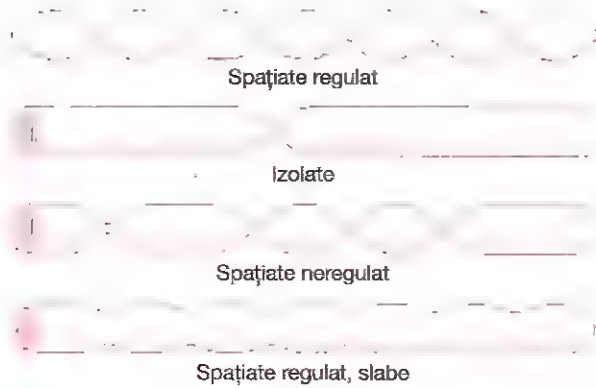 Spațiate regulat
Izolate
Spațiate neregulat
Spațiate regulat, slabe